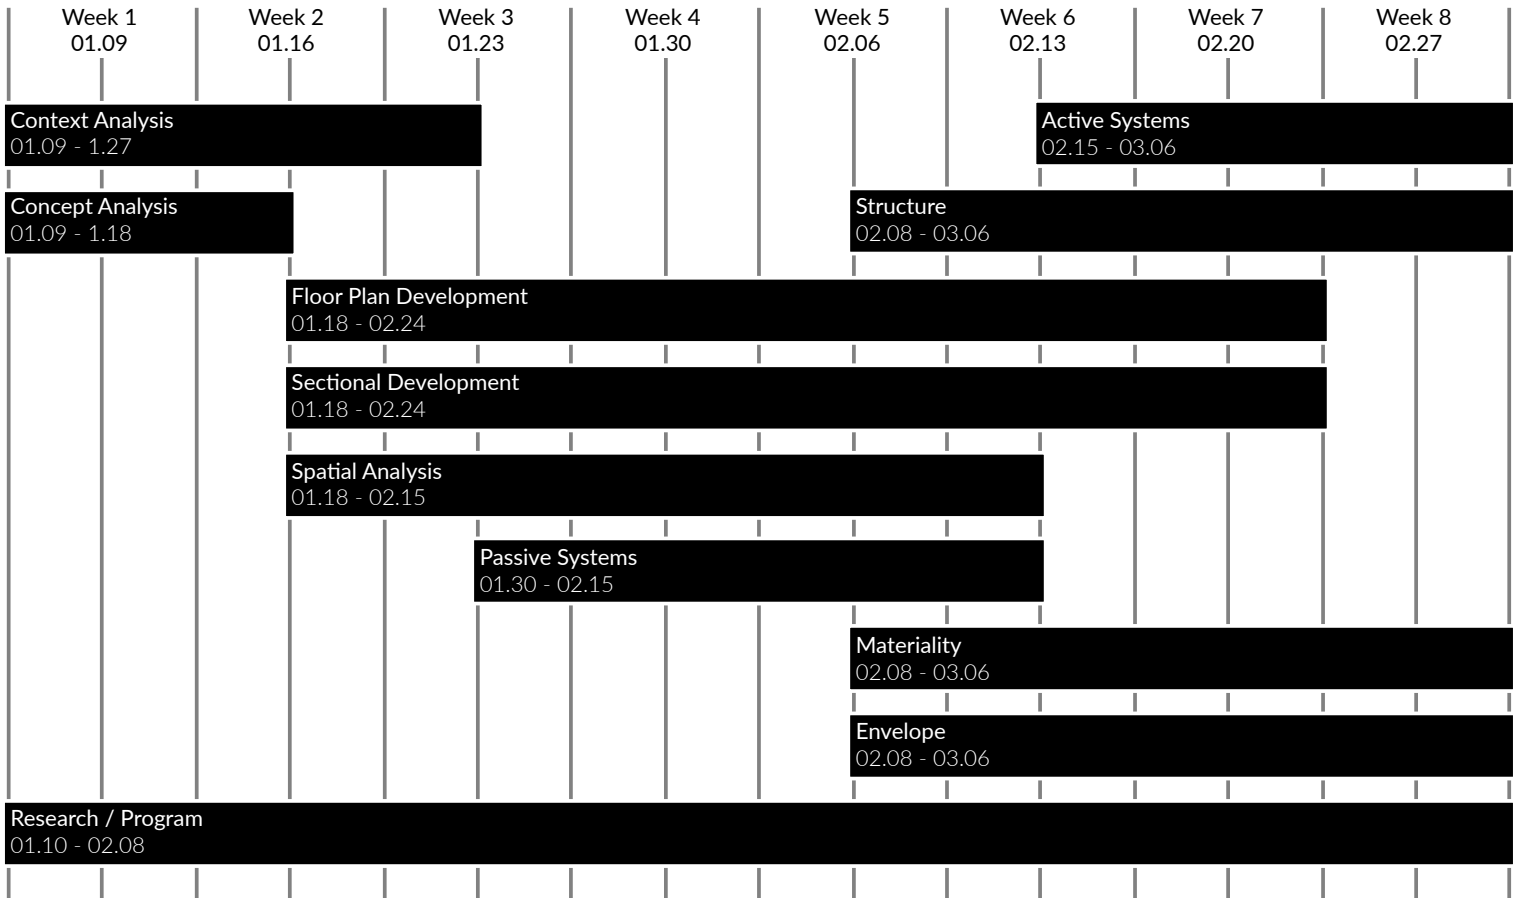 Week 1
01.09
Week 2
01.16
Week 3
01.23
Week 4
01.30
Week 5
02.06
Week 6
02.13
Week 7
02.20
Week 8
02.27
Context Analysis
01.09 - 1.27
Active Systems
02.15 - 03.06
Concept Analysis
01.09 - 1.18
Structure
02.08 - 03.06
Floor Plan Development
01.18 - 02.24
Sectional Development
01.18 - 02.24
Spatial Analysis
01.18 - 02.15
Passive Systems
01.30 - 02.15
Materiality
02.08 - 03.06
Envelope
02.08 - 03.06
Research / Program
01.10 - 02.08